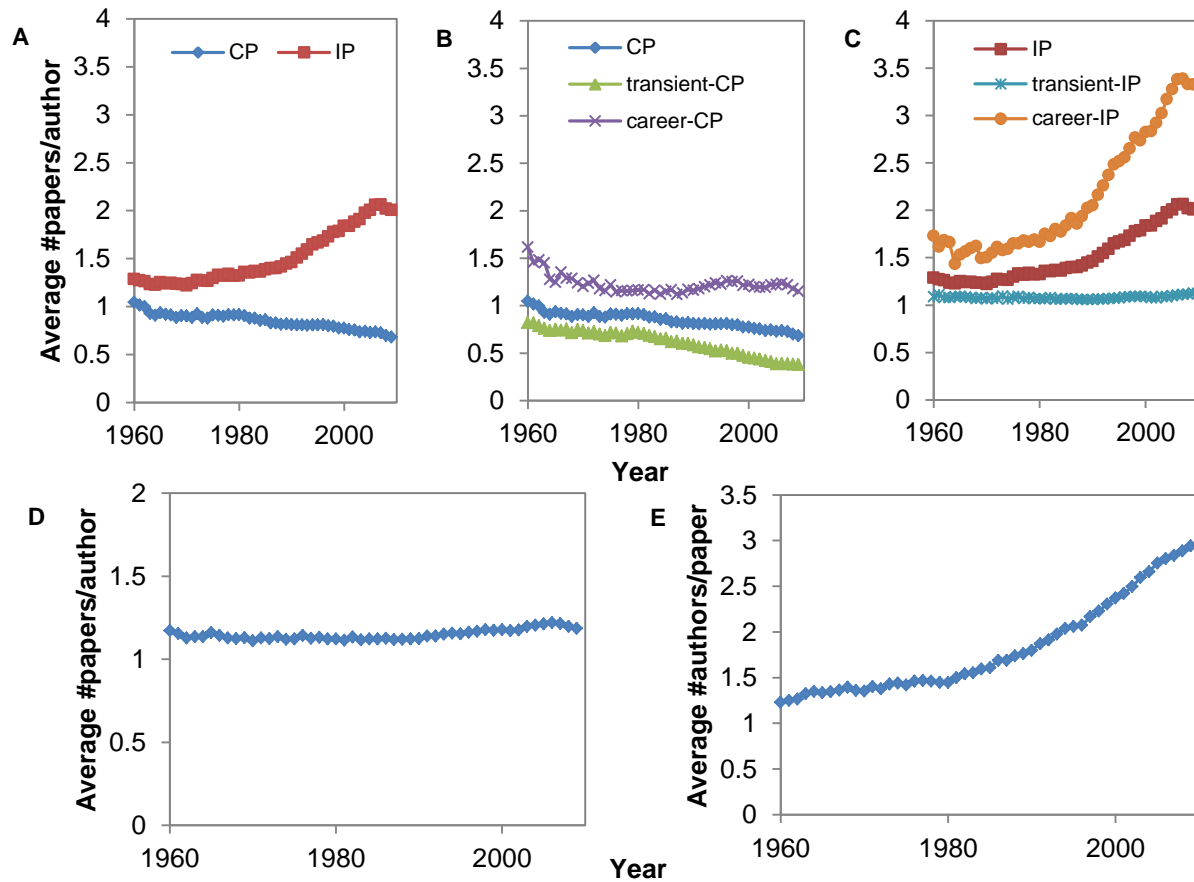 A
Average #papers/author
4
3.5
3
2.5
2
1.5
1
0.5
0
CP IP
1960 1980 2000
B
4
3.5
3
2.5
2
1.5
1
0.5
0
CP
transient-CP
career-CP
1960 1980 2000
C
4
3.5
3
2.5
2
1.5
1
0.5
0
IP
transient-IP
career-IP
1960 1980 2000
Year
D
Average #papers/author
2
1.5
1
0.5
0
1960 1980 2000
E
Average #authors/paper
3.5
3
2.5
2
1.5
1
0.5
0
1960 1980 2000
Year